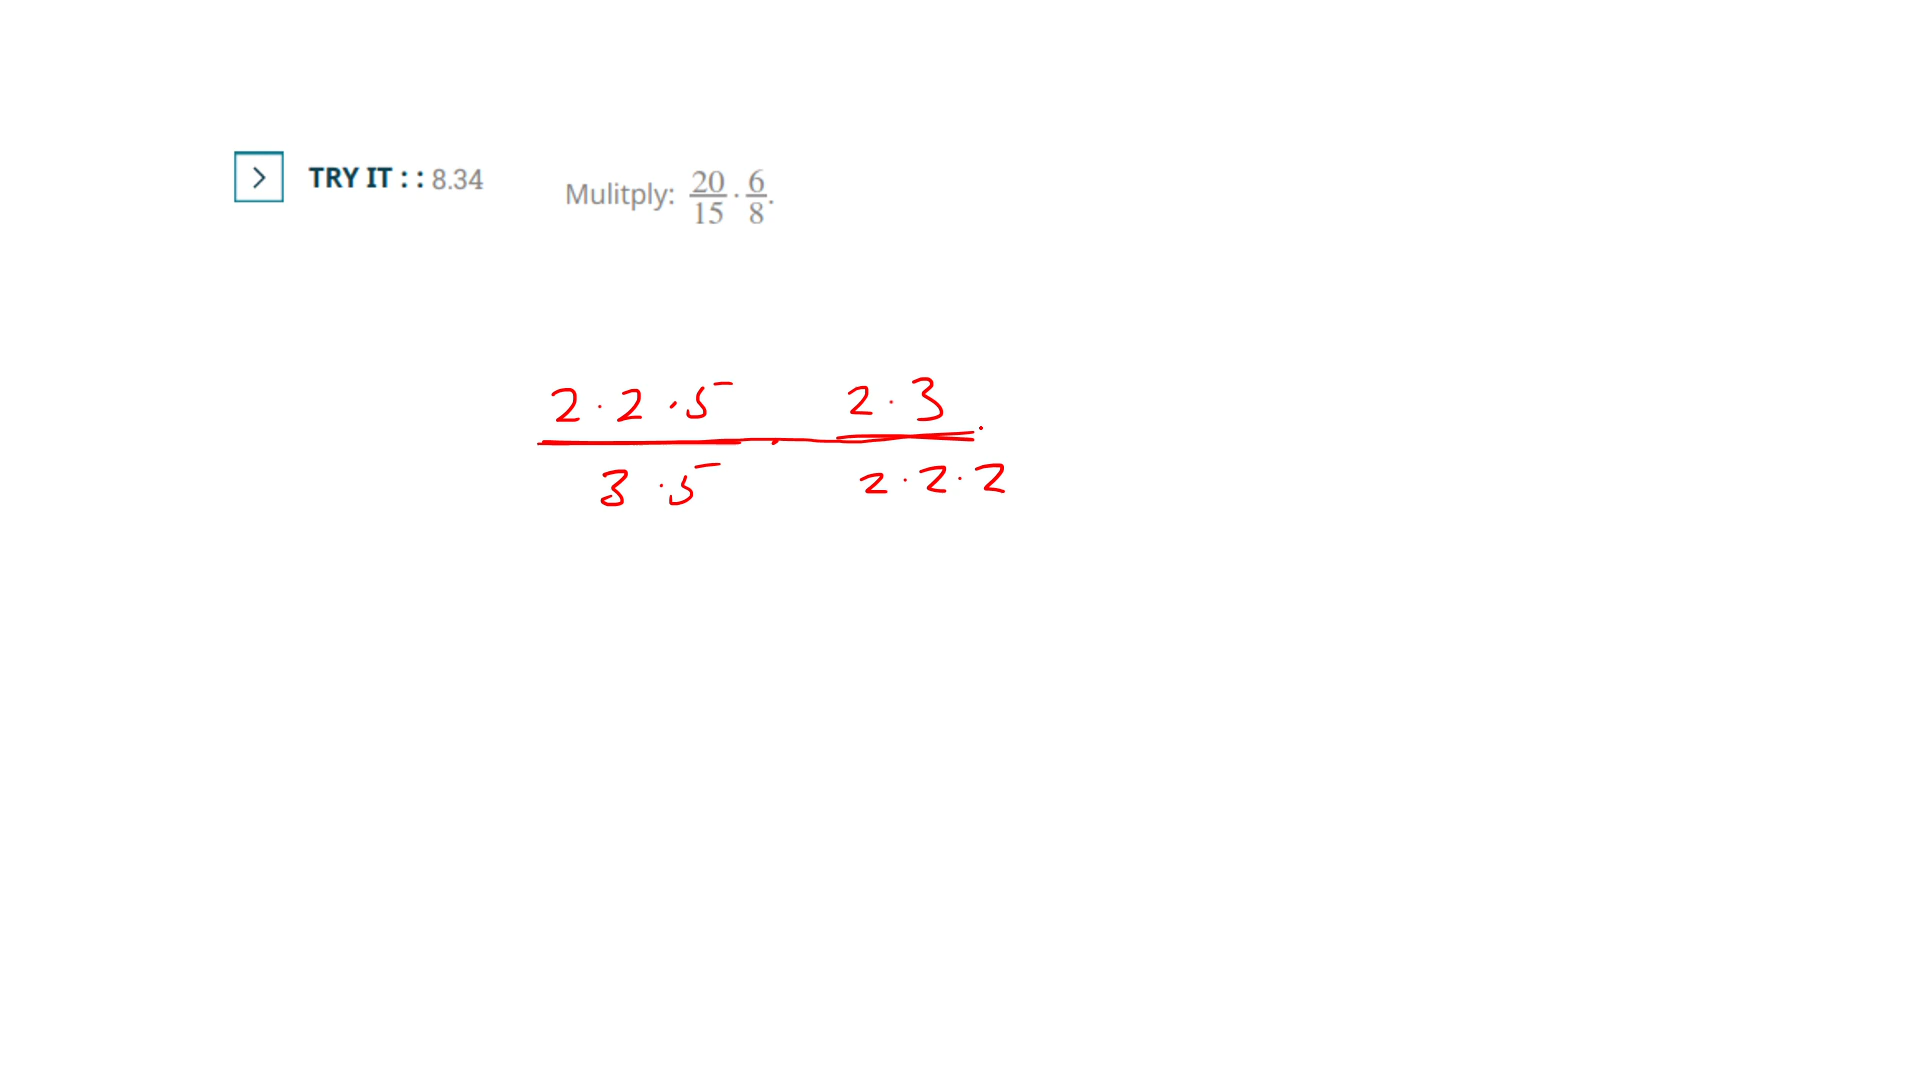 TRY IT : : 8.34 Mulitply: 20/15 · 6/8.
2 · 2 · 5 / 3 · 5 · 2 · 3 / 2 · 2 · 2